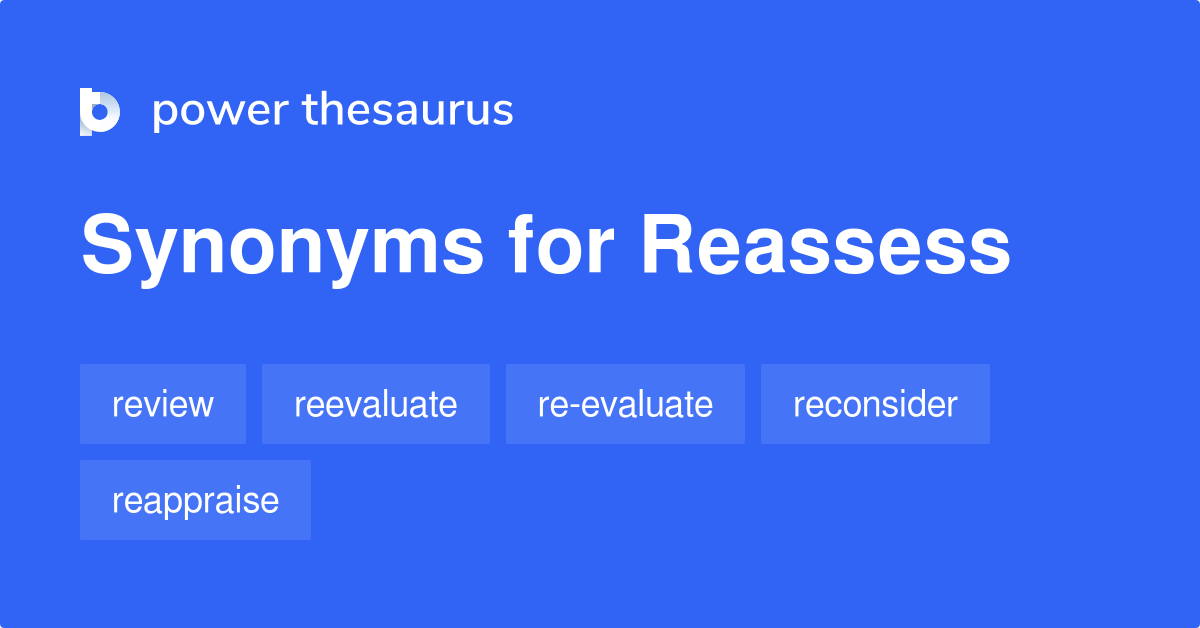 power thesaurus
Synonyms for Reassess
review reevaluate re-evaluate reconsider
reappraise